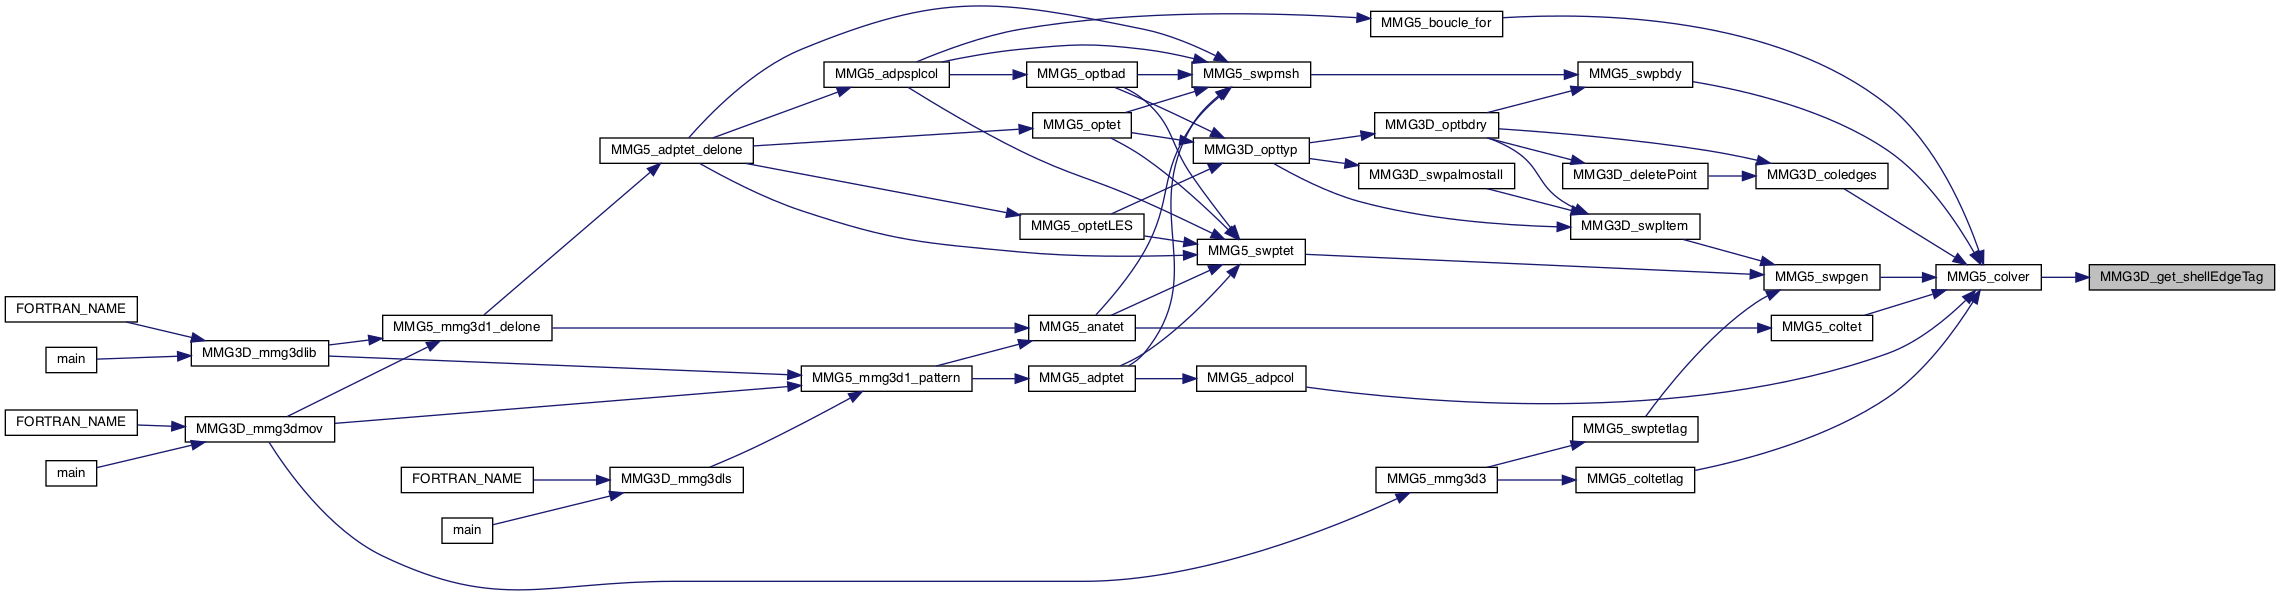 MMG5_boucle_for
MMG5_adpsplcol
MMG5_optbad
MMG5_swpmsh
MMG5_swpbdy
MMG5_optet
MMG3D_optbdry
MMG5_adptet_delone
MMG3D_opttyp
MMG3D_swpalmostall
MMG3D_deletePoint
MMG3D_coledges
MMG5_optetLES
MMG3D_swpItem
MMG5_swptet
MMG5_swpgen
MMG5_colver
MMG3D_get_shellEdgeTag
FORTRAN_NAME
MMG5_mmg3d1_delone
MMG5_anatet
MMG5_coltet
main
MMG3D_mmg3dlib
MMG5_mmg3d1_pattern
MMG5_adptet
MMG5_adpcol
FORTRAN_NAME
MMG3D_mmg3dmov
MMG5_swptetlag
main
FORTRAN_NAME
MMG3D_mmg3dls
MMG5_mmg3d3
MMG5_coltetlag
main